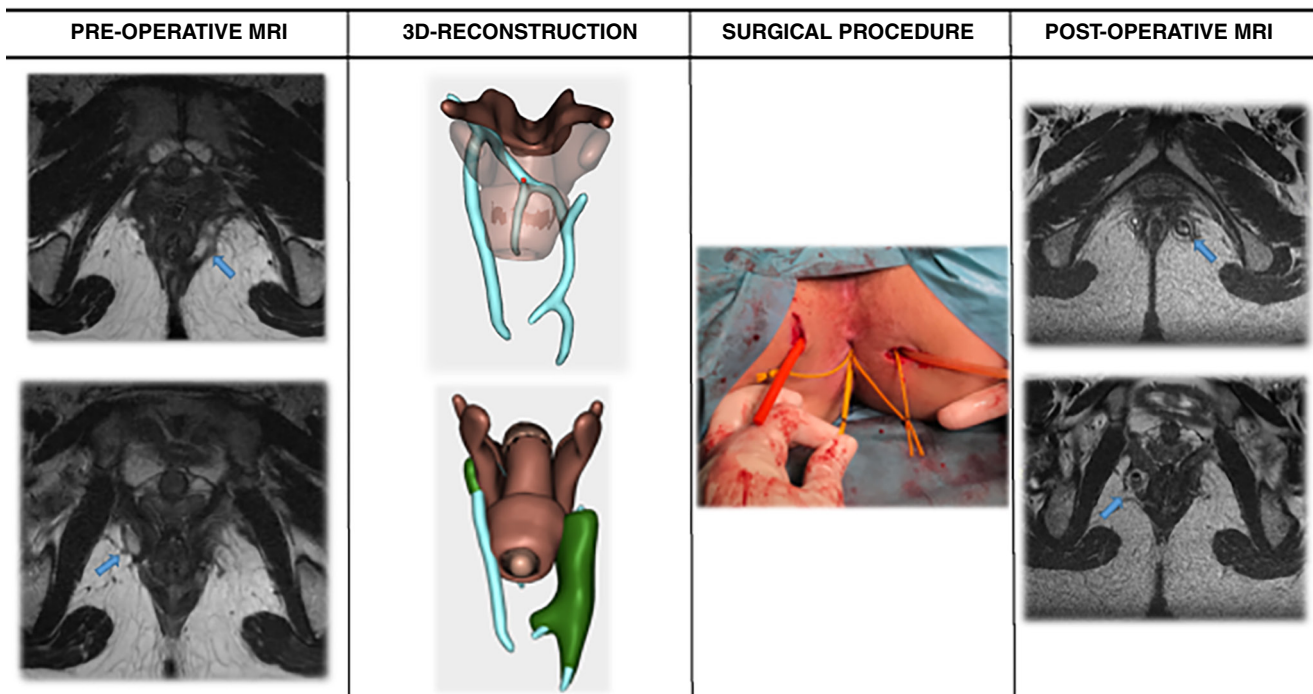 PRE-OPERATIVE MRI
3D-RECONSTRUCTION
SURGICAL PROCEDURE
POST-OPERATIVE MRI